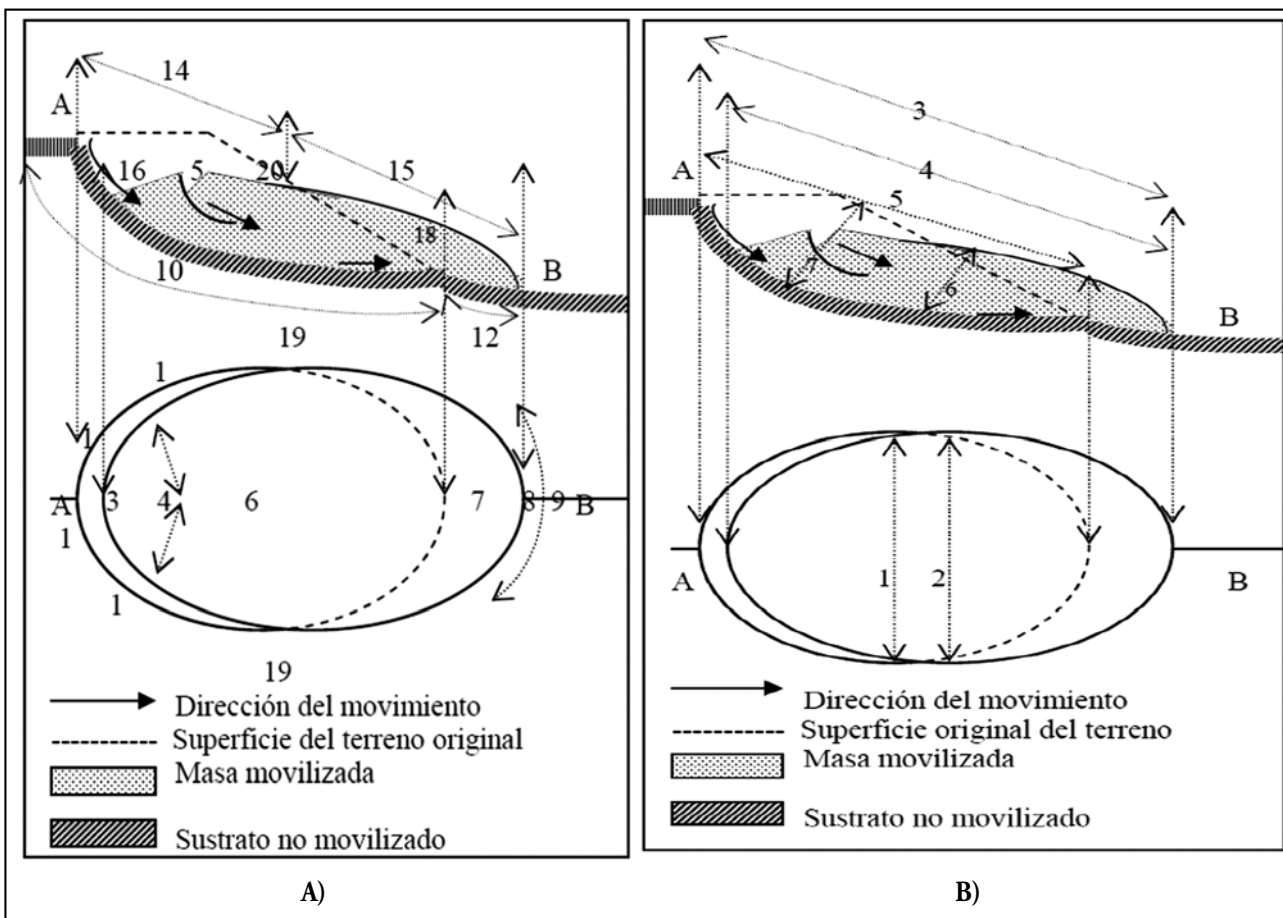 14
A
16
5
20
15
18
B
10
12
19
1
1
A
3
4
6
7
8
9
B
1
1
19
Dirección del movimiento
Superficie del terreno original
Masa movilizada
Sustrato no movilizado
A)
3
4
A
5
7
6
B
1
2
A
B
Dirección del movimiento
Superficie original del terreno
Masa movilizada
Sustrato no movilizado
B)